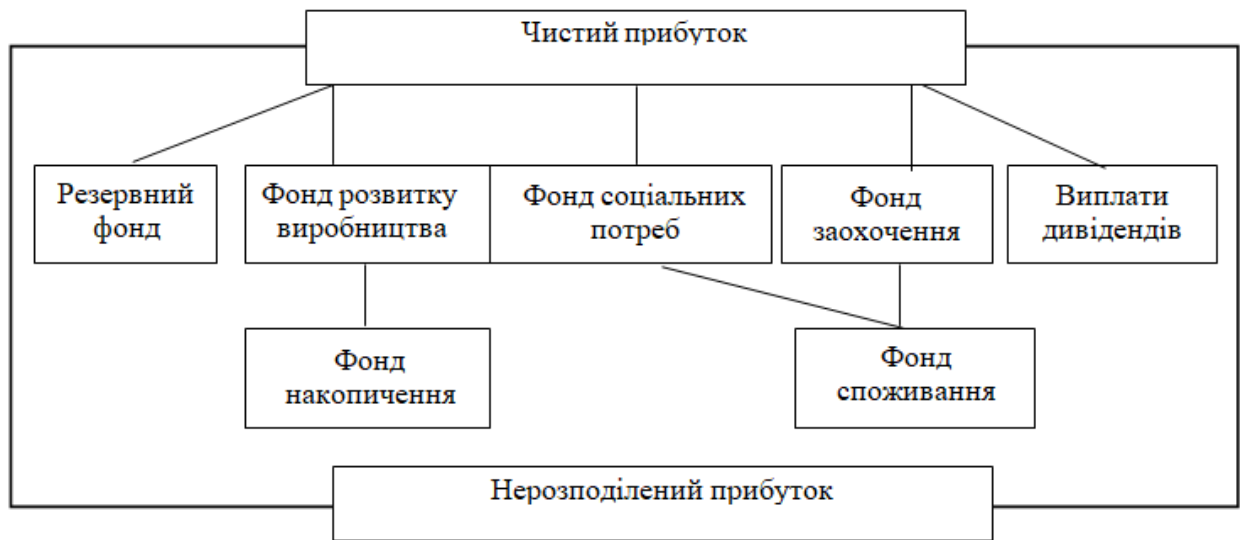 Чистий прибуток
Резервний
фонд
Фонд розвитку
виробництва
Фонд соціальних
потреб
Фонд
заохочення
Виплати
дивідендів
Фонд
накопичення
Фонд
споживання
Нерозподілений прибуток